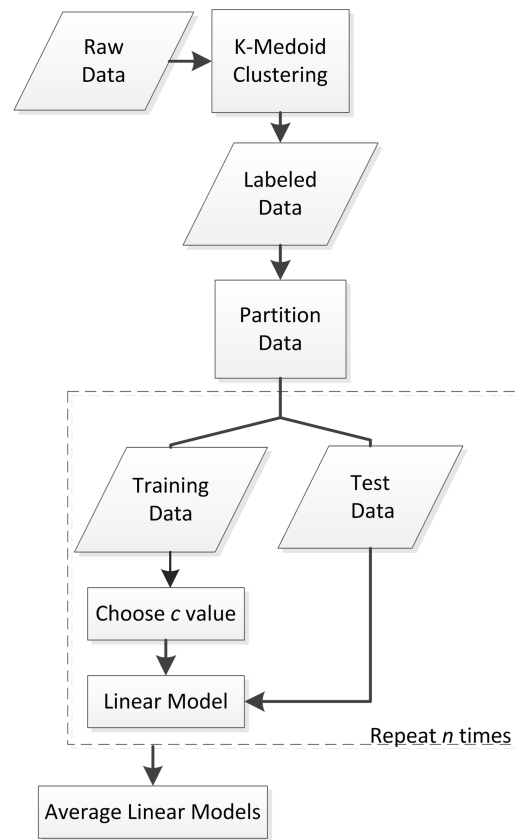 Raw
Data
K-Medoid
Clustering
Labeled
Data
Partition
Data
Training
Data
Test
Data
Choose c value
Linear Model
Repeat n times
Average Linear Models